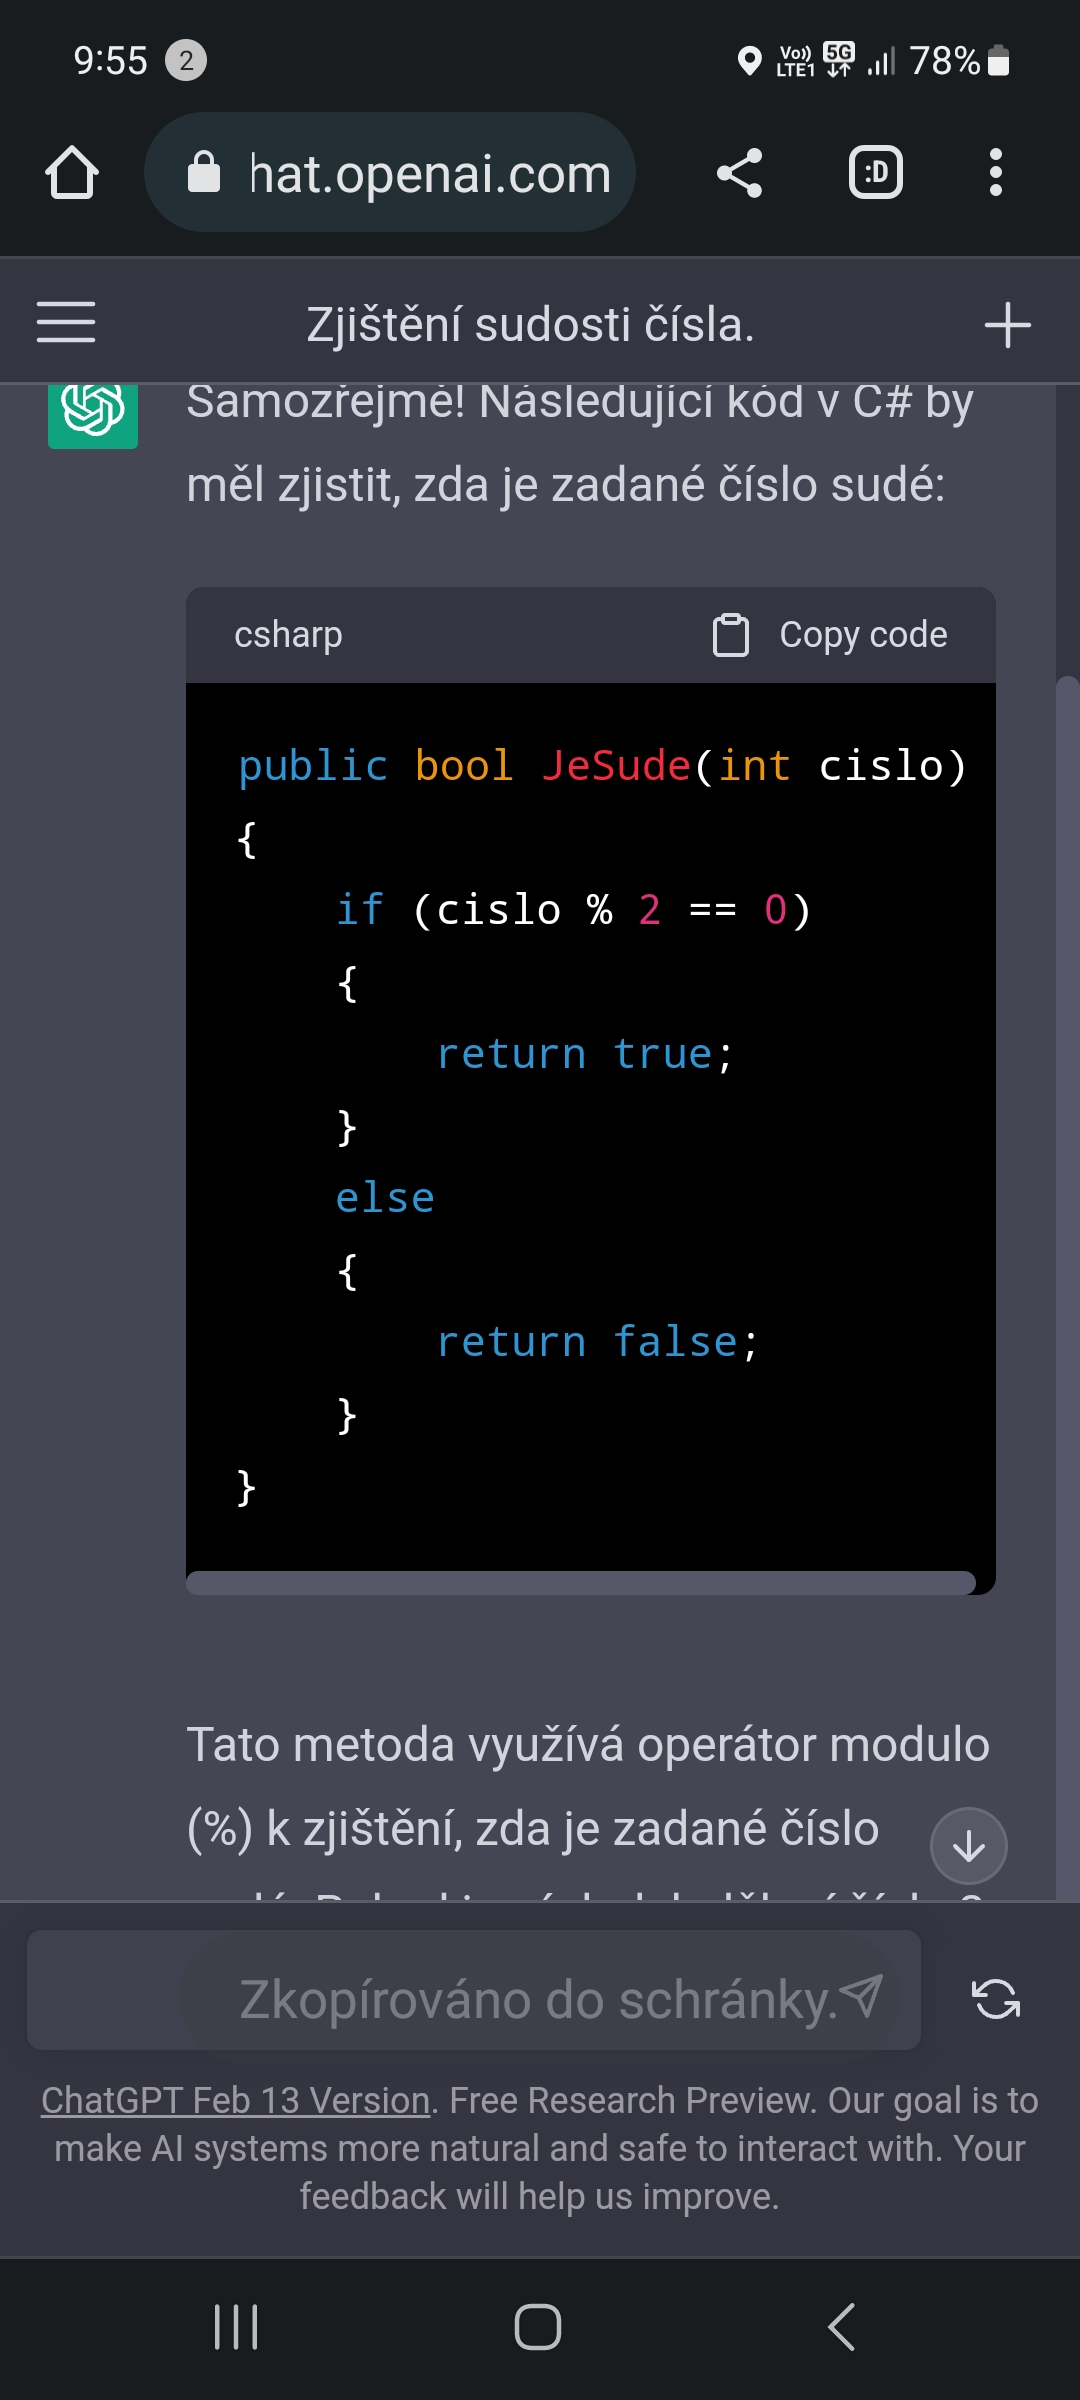 9:55 2 Vo)) LTE1 5G 78%
hat.openai.com :D
Zjištění sudosti čísla.
Samozřejmě! Následující kód v C# by
měl zjistit, zda je zadané číslo sudé:
csharp Copy code
public bool JeSude(int cislo)
{
    if (cislo % 2 == 0)
    {
        return true;
    }
    else
    {
        return false;
    }
}
Tato metoda využívá operátor modulo
(%) k zjištění, zda je zadané číslo
Zkopírováno do schránky.
ChatGPT Feb 13 Version. Free Research Preview. Our goal is to
make AI systems more natural and safe to interact with. Your
feedback will help us improve.